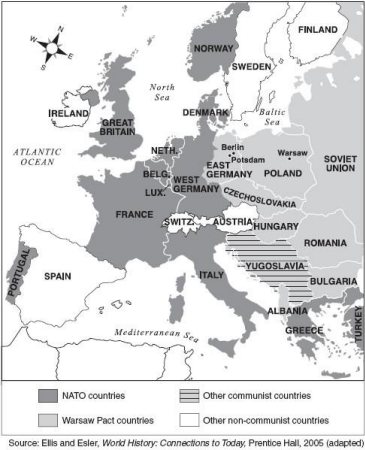 N
W
E
S
FINLAND
NORWAY
SWEDEN
North
Sea
DENMARK
Baltic
Sea
IRELAND
GREAT
BRITAIN
NETH.
Berlin
Potsdam
Warsaw
SOVIET
UNION
ATLANTIC
OCEAN
BELG.
EAST
GERMANY
POLAND
WEST
GERMANY
LUX.
CZECHOSLOVAKIA
FRANCE
SWITZ.
AUSTRIA
HUNGARY
ROMANIA
PORTUGAL
SPAIN
ITALY
YUGOSLAVIA
BULGARIA
ALBANIA
GREECE
TURKEY
Mediterranean Sea
NATO countries
Other communist countries
Warsaw Pact countries
Other non-communist countries
Source: Ellis and Esler, World History: Connections to Today, Prentice Hall, 2005 (adapted)